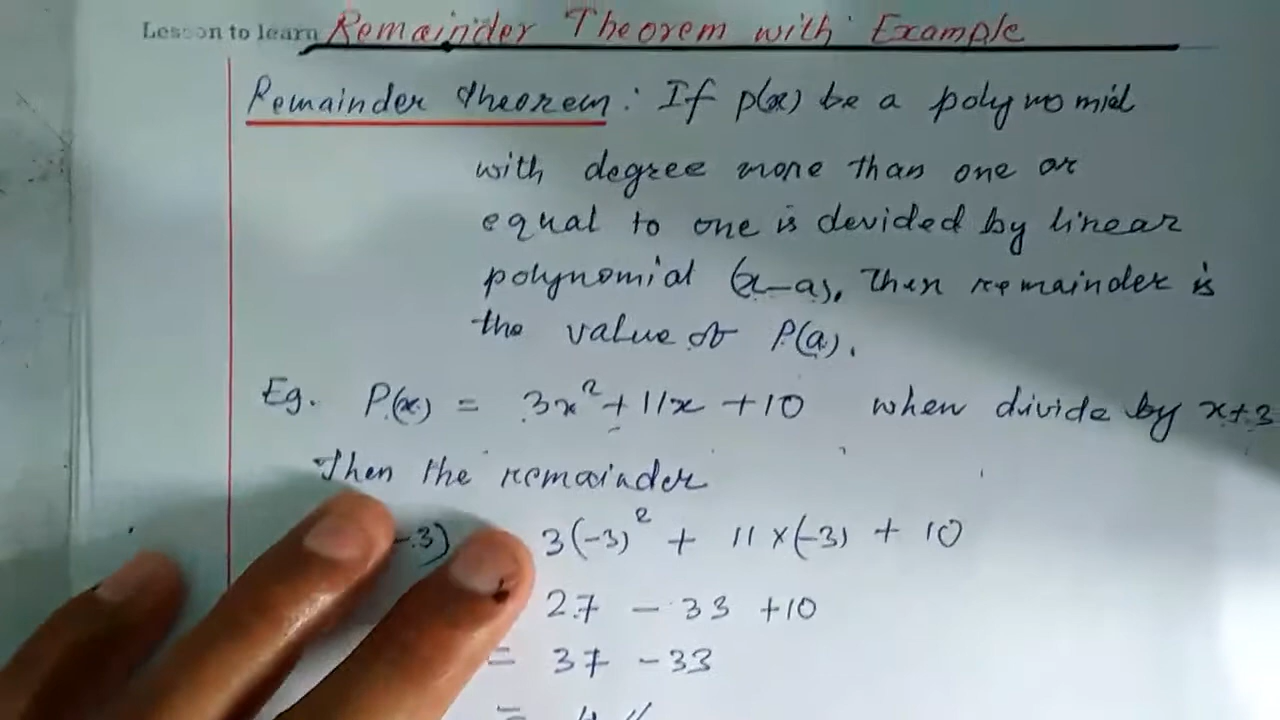 Lesson to learn Remainder Theorem with Example
Remainder theorem: If p(x) be a polynomial
with degree more than one or
equal to one is devided by linear
polynomial (x-a), Then remainder is
the value of P(a).
Eg. P(x) = 3x² + 11x + 10 when divide by x+3
Then the remainder
-3) 3(-3)² + 11×(-3) + 10
27 - 33 + 10
= 37 - 33
= 4 //